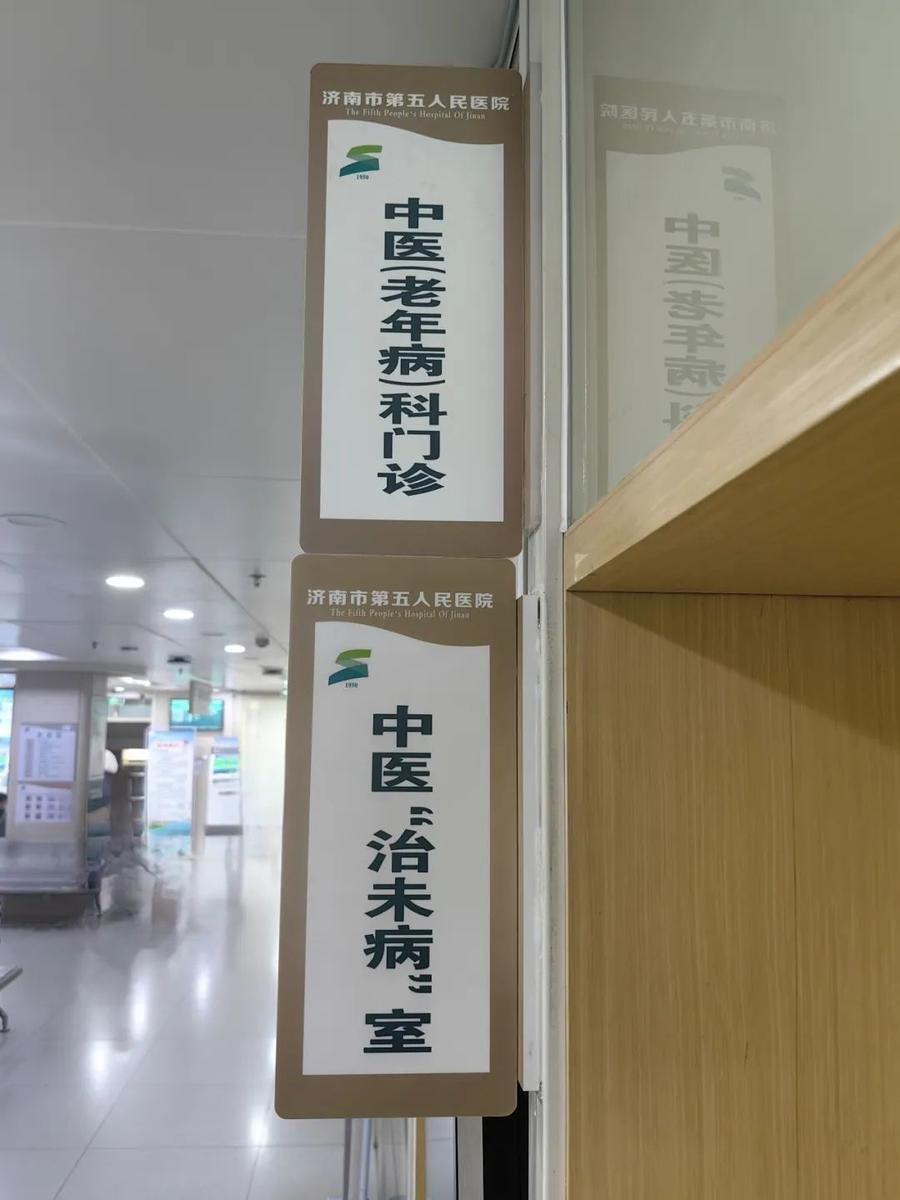 济南市第五人民医院
The Fifth People's Hospital Of Jinan
1950
中医(老年病)科门诊
济南市第五人民医院
The Fifth People's Hospital Of Jinan
1950
中医“治未病”室